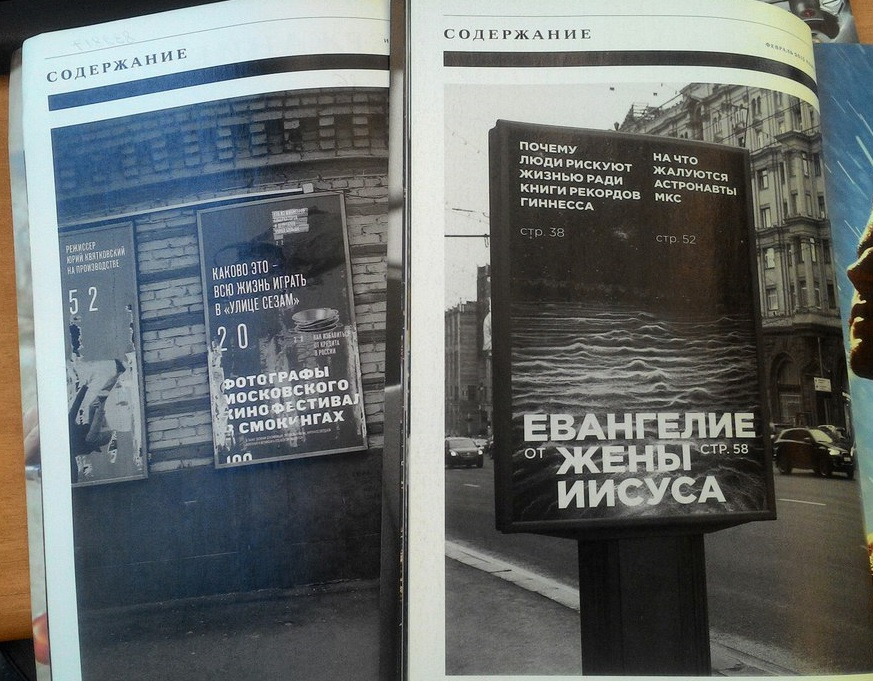 СОДЕРЖАНИЕ
РЕЖИССЕР
ЮРИЙ КВЯТКОВСКИЙ
НА ПРОИЗВОДСТВЕ
52
КАКОВО ЭТО –
ВСЮ ЖИЗНЬ ИГРАТЬ
В «УЛИЦЕ СЕЗАМ»
20
КАК ИЗБАВИТЬСЯ
ОТ КРЕДИТА
В РОССИИ
ФОТОГРАФЫ
МОСКОВСКОГО
КИНОФЕСТИВАЛ
В СМОКИНГАХ
100
СОДЕРЖАНИЕ
ФЕВРАЛЬ
ПОЧЕМУ
ЛЮДИ РИСКУЮТ
ЖИЗНЬЮ РАДИ
КНИГИ РЕКОРДОВ
ГИННЕССА
стр. 38
НА ЧТО
ЖАЛУЮТСЯ
АСТРОНАВТЫ
МКС
стр. 52
ЕВАНГЕЛИЕ
ОТ ЖЕНЫ СТР. 58
ИИСУСА